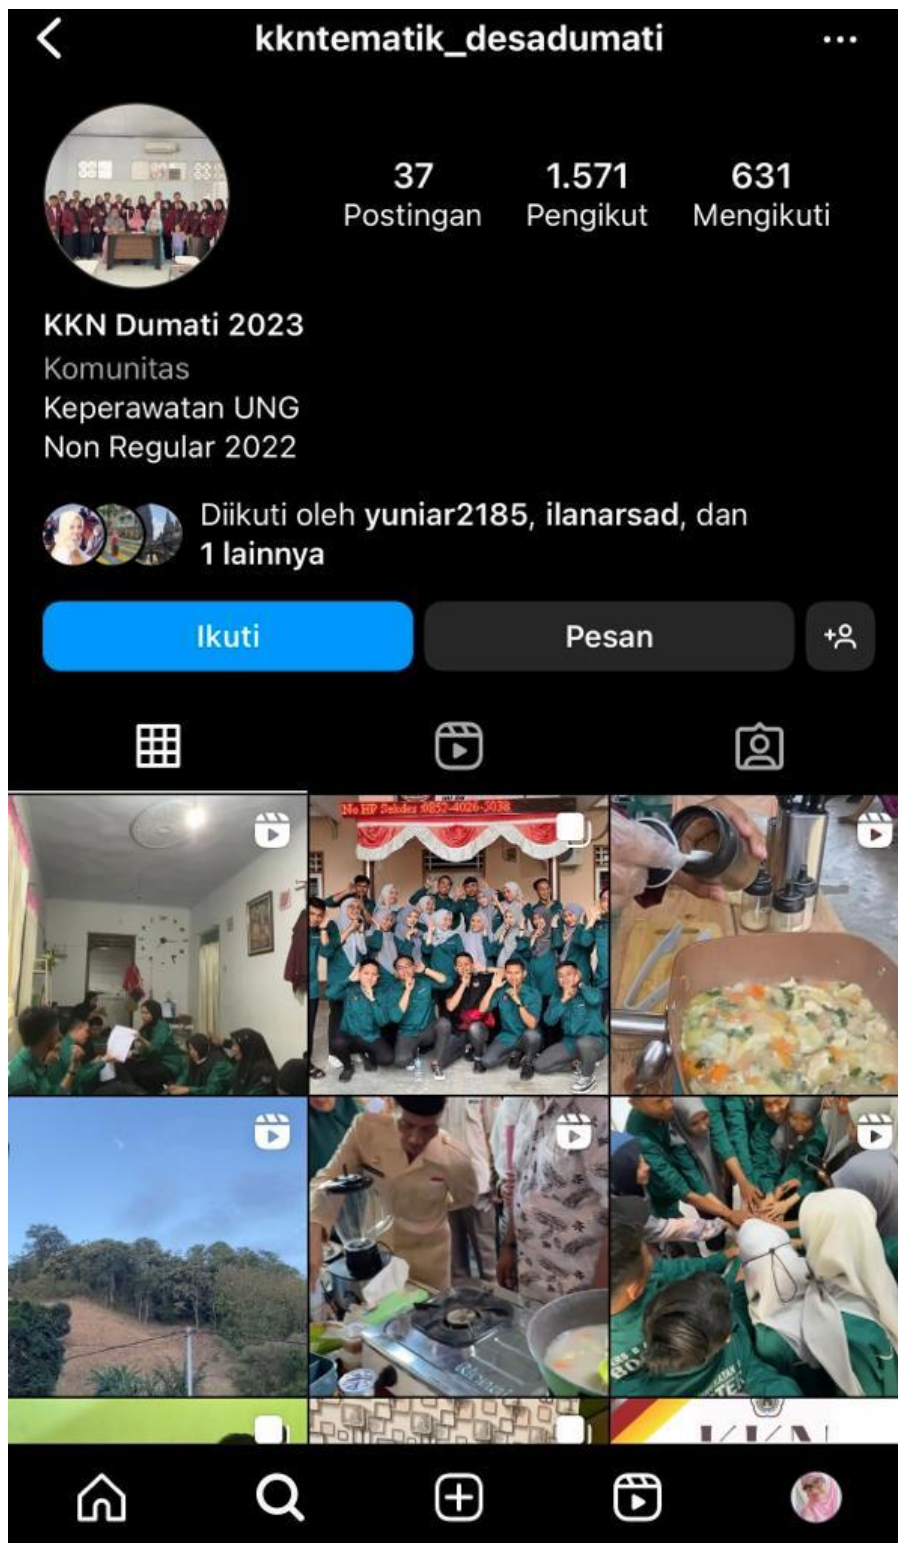 kkntematik_desadumati
37
Postingan
1.571
Pengikut
631
Mengikuti
KKN Dumati 2023
Komunitas
Keperawatan UNG
Non Regular 2022
Diikuti oleh yuniar2185, ilanarsad, dan
1 lainnya
Ikuti
Pesan
No HP Sekdes :0852-4026-5038
KKN